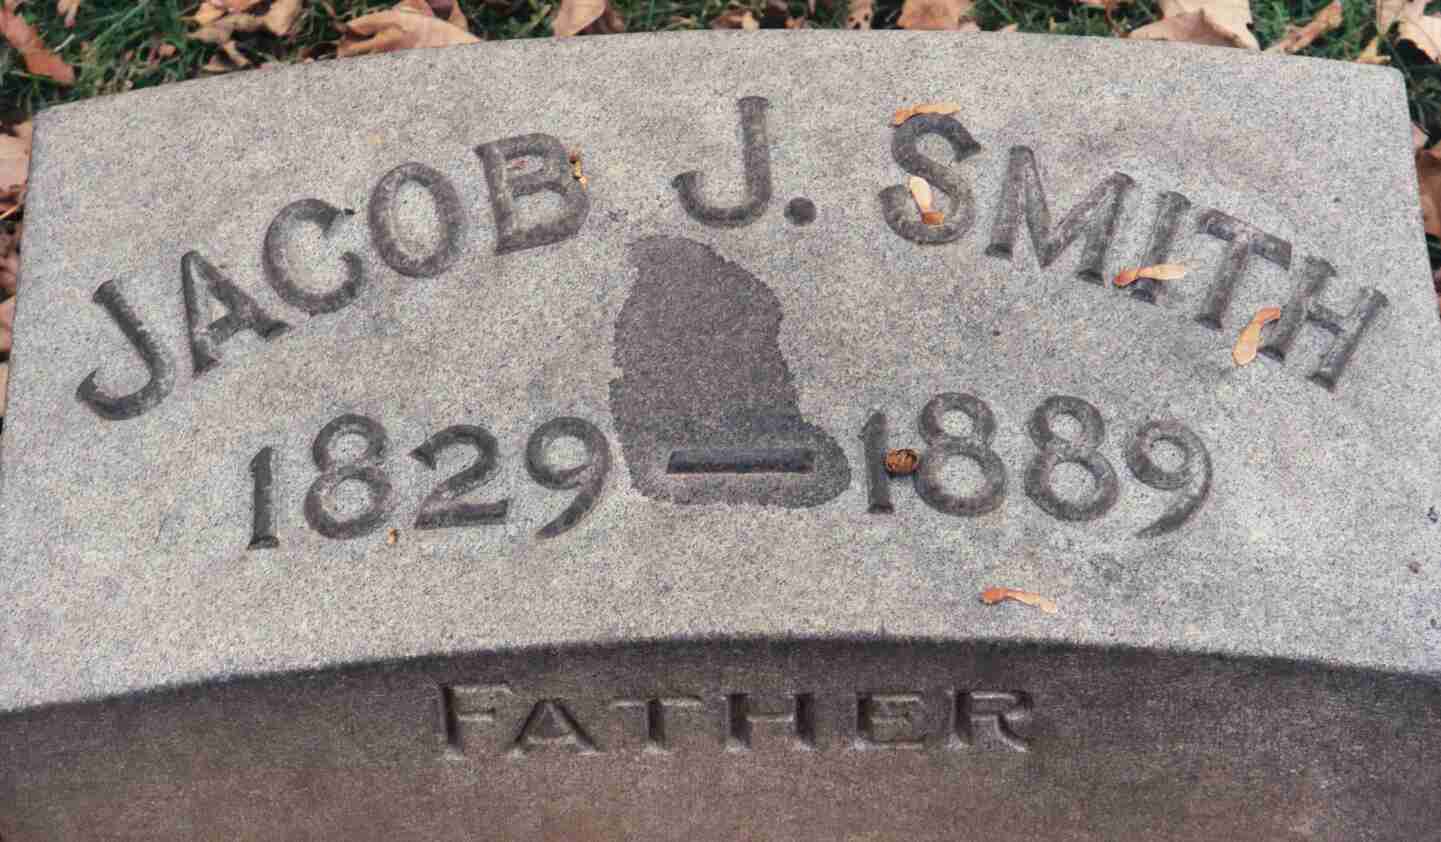 JACOB J. SMITH
1829 – 1889
FATHER